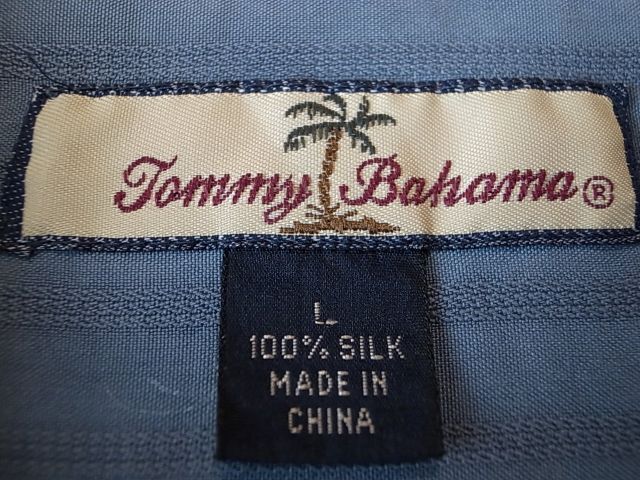 Tommy Bahama®
L
100% SILK
MADE IN
CHINA